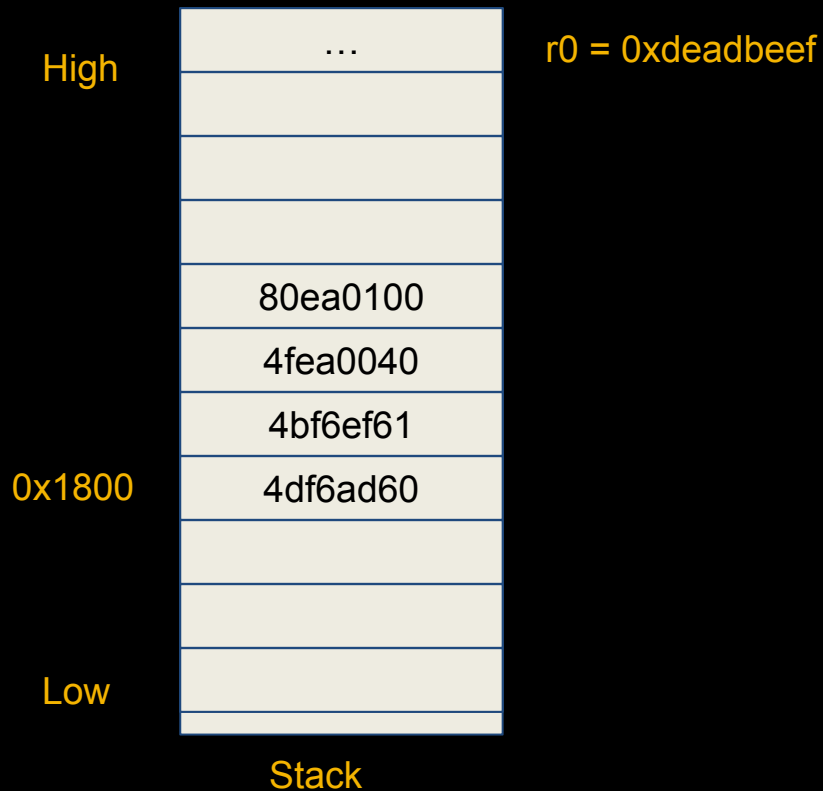 …
r0 = 0xdeadbeef
High
80ea0100
4fea0040
4bf6ef61
0x1800
4df6ad60
Low
Stack